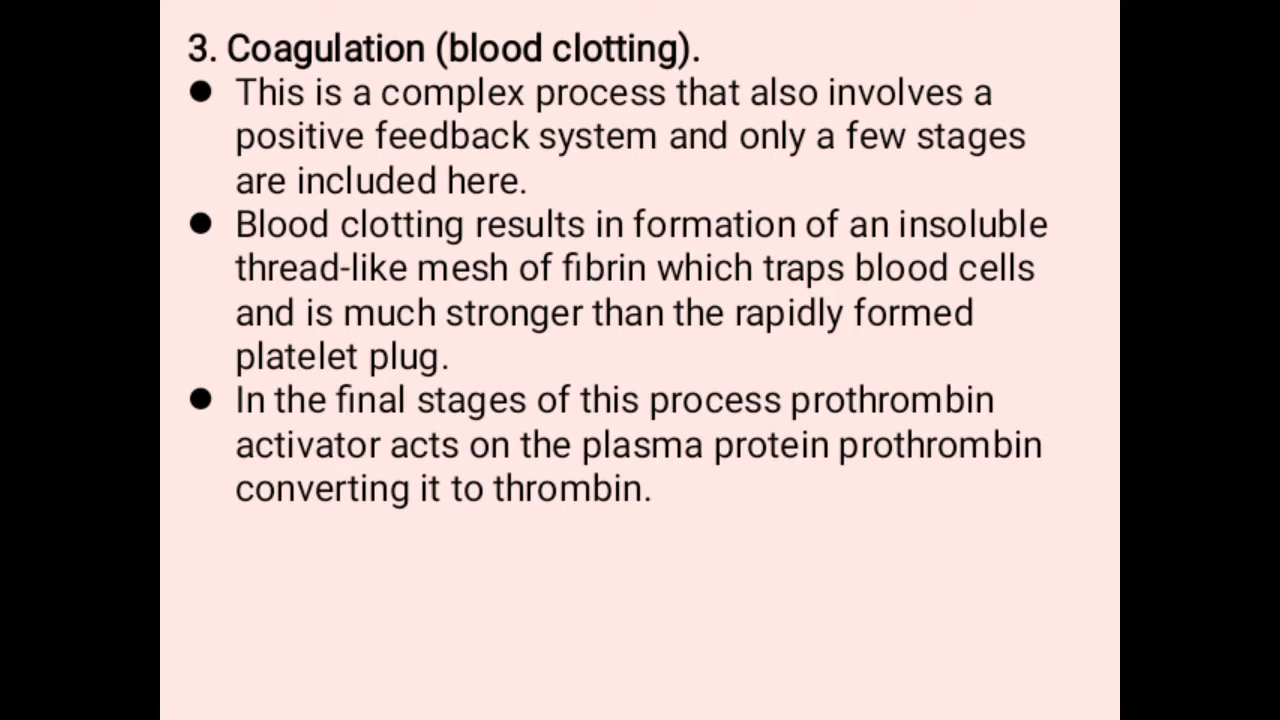 3. Coagulation (blood clotting).
● This is a complex process that also involves a
positive feedback system and only a few stages
are included here.
● Blood clotting results in formation of an insoluble
thread-like mesh of fibrin which traps blood cells
and is much stronger than the rapidly formed
platelet plug.
● In the final stages of this process prothrombin
activator acts on the plasma protein prothrombin
converting it to thrombin.